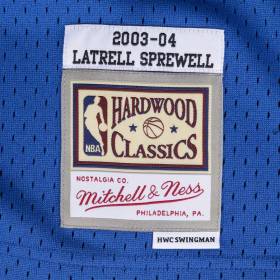 2003-04
LATRELL SPREWELL
HARDWOOD
NBA
CLASSICS
NOSTALGIA CO.
Mitchell & Ness
PHILADELPHIA, PA.
HWC SWINGMAN